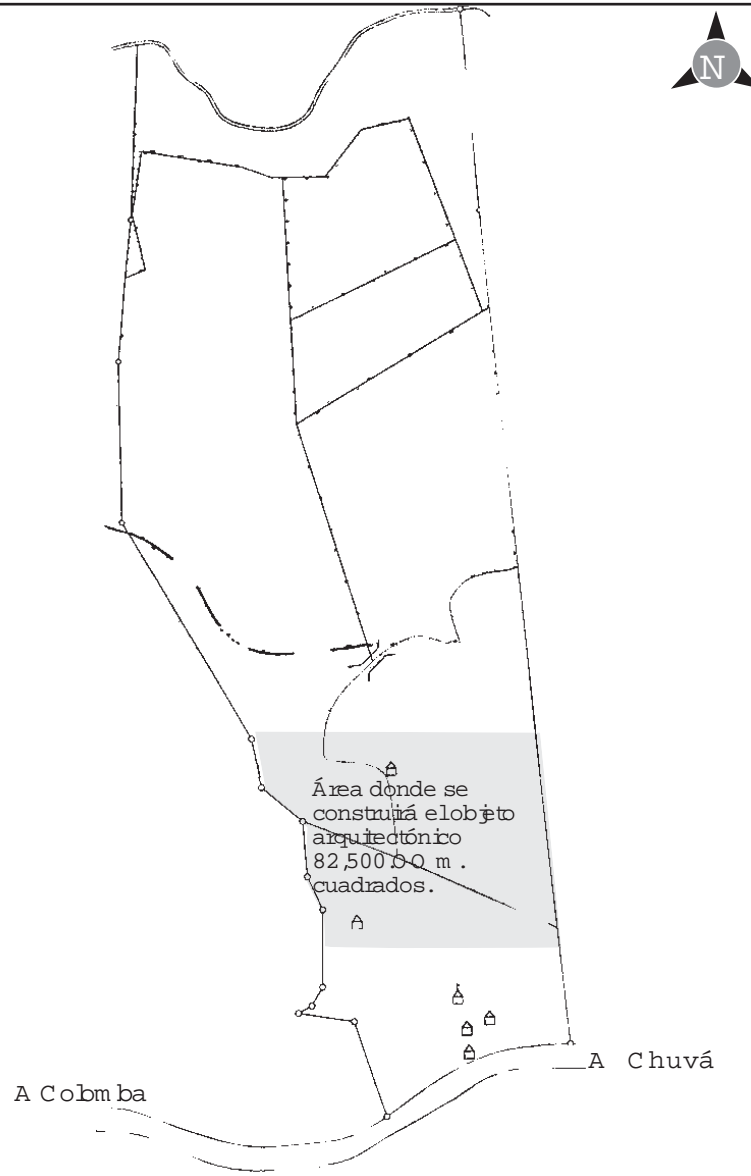 N
Área donde se
construirá el objeto
arquitectónico
82,500.00 m.
cuadrados.
A Chuvá
A Colomba